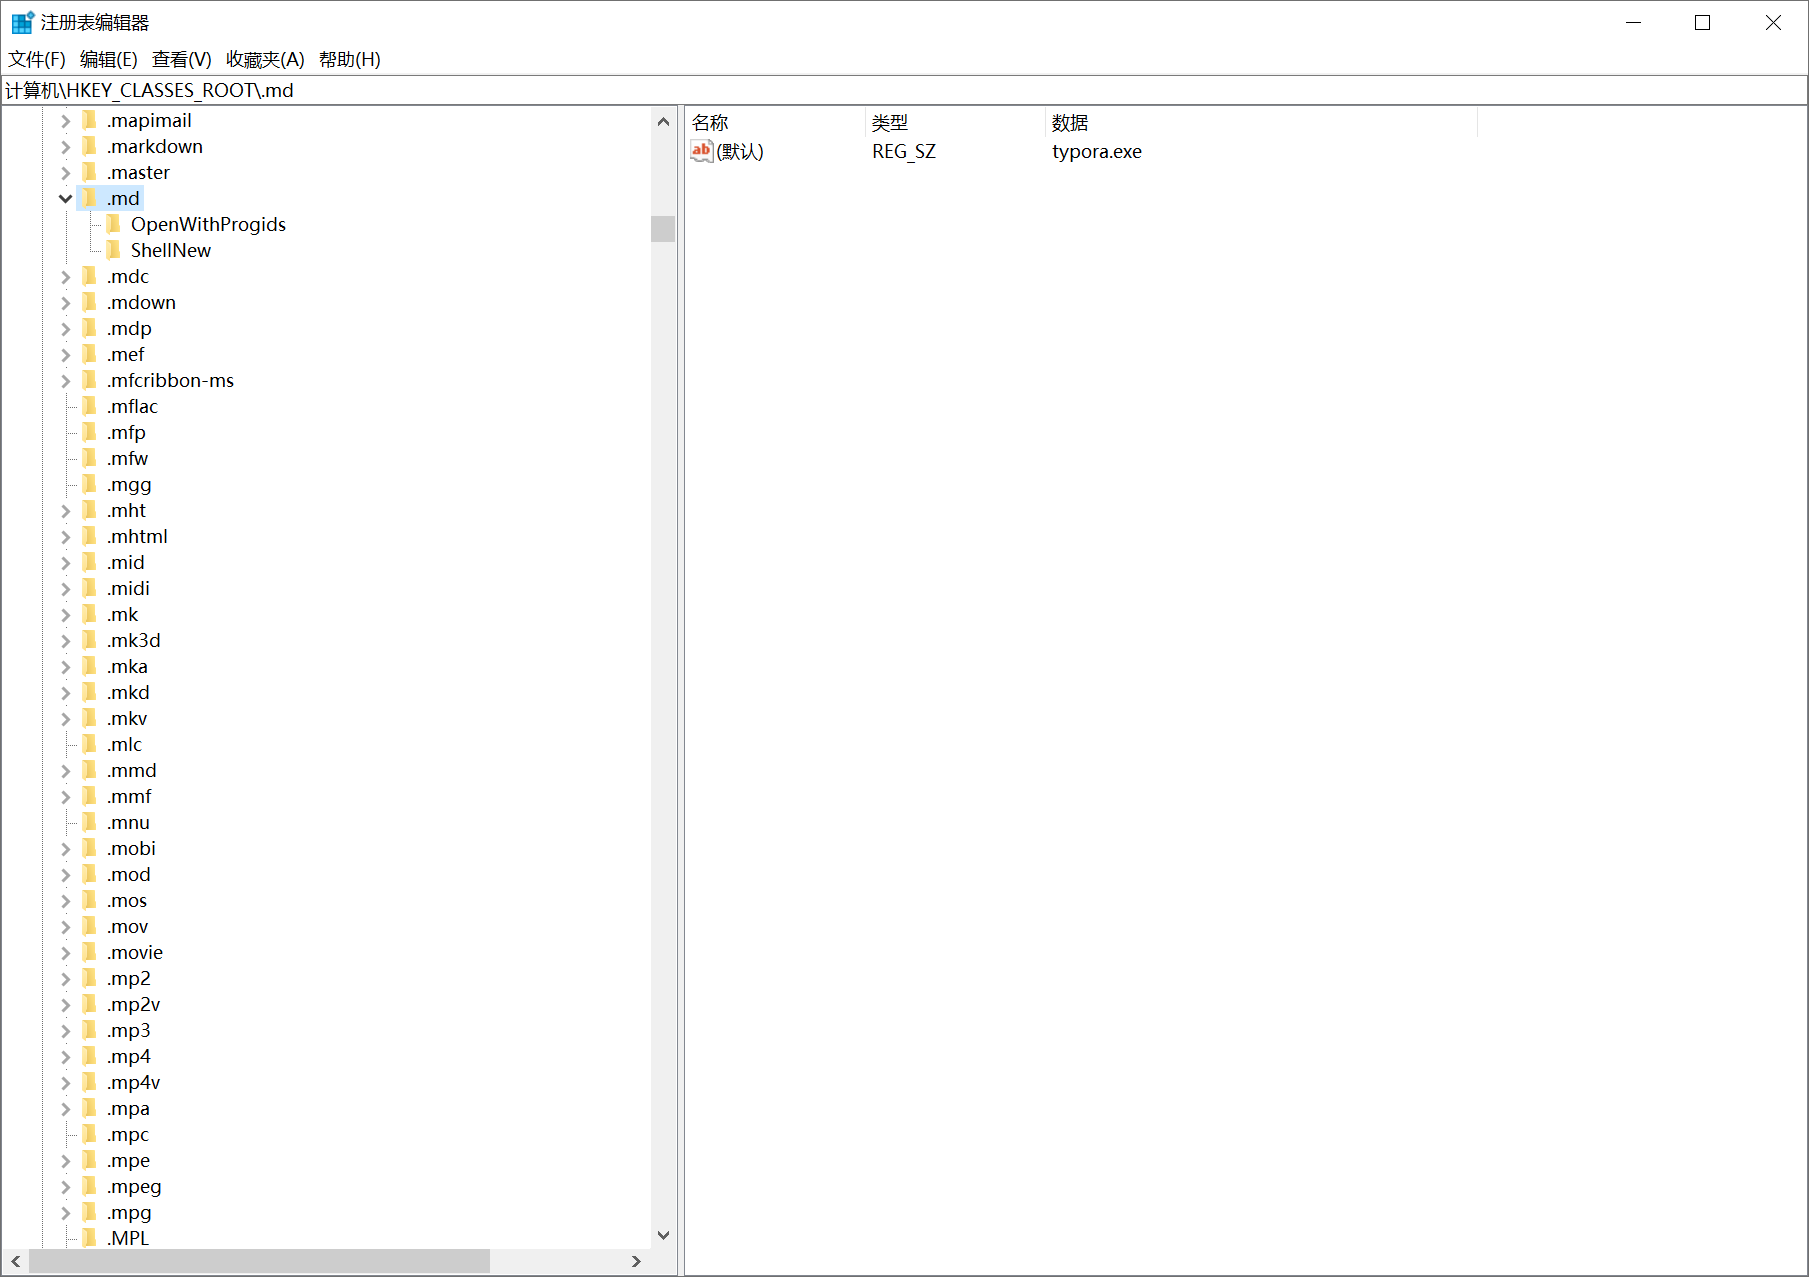 注册表编辑器
文件(F) 编辑(E) 查看(V) 收藏夹(A) 帮助(H)
计算机\HKEY_CLASSES_ROOT\.md
.mapimail
.markdown
.master
.md
OpenWithProgids
ShellNew
.mdc
.mdown
.mdp
.mef
.mfcribbon-ms
.mflac
.mfp
.mfw
.mgg
.mht
.mhtml
.mid
.midi
.mk
.mk3d
.mka
.mkd
.mkv
.mlc
.mmd
.mmf
.mnu
.mobi
.mod
.mos
.mov
.movie
.mp2
.mp2v
.mp3
.mp4
.mp4v
.mpa
.mpc
.mpe
.mpeg
.mpg
.MPL
名称 类型 数据
ab (默认) REG_SZ typora.exe